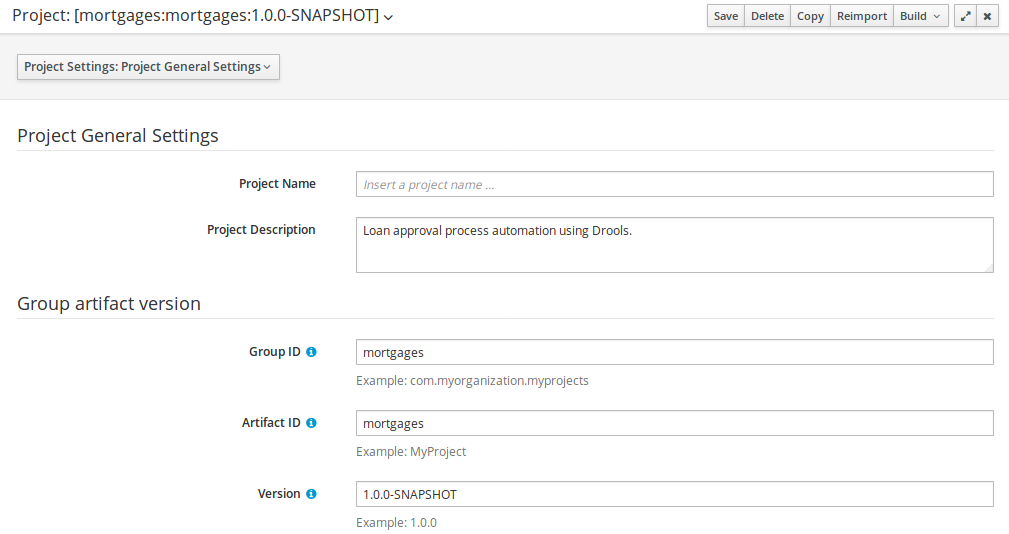 Project: [mortgages:mortgages:1.0.0-SNAPSHOT]
Save Delete Copy Reimport Build
Project Settings: Project General Settings
Project General Settings
Project Name
Insert a project name ...
Project Description
Loan approval process automation using Drools.
Group artifact version
Group ID
mortgages
Example: com.myorganization.myprojects
Artifact ID
mortgages
Example: MyProject
Version
1.0.0-SNAPSHOT
Example: 1.0.0